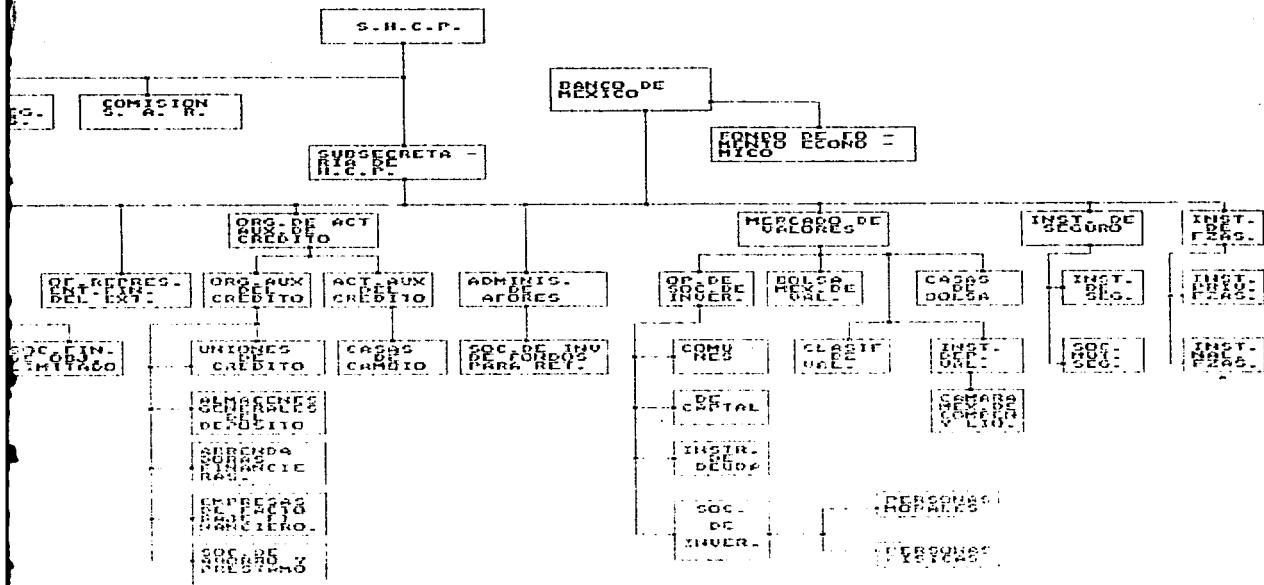 S.H.C.P.
BANCO DE
MEXICO
COMISION
S. A. R.
FONDO DE FO -
MENTO ECONO -
MICO
SUBSECRETA -
RIA DE
H.C.P.
ORG. DE ACT
AUX. DE
CREDITO
MERCADO DE
VALORES
INST. DE
SEGURO
INST.
DE
FZAS.
OF. REPRES.
ENT. FIN.
DEL EXT.
ORG. AUX
DEL
CREDITO
ACT. AUX
DEL
CREDITO
ADMINIS.
DE
AFORES
OP. DE
SOC. DE
INVER.
BOLSA
MEX. DE
VAL.
CASAS
DE
BOLSA
INST.
DE
SEG.
INST.
FZAS.
SOC. FIN.
OBJ.
LIMITADO
UNIONES
DE
CREDITO
CASAS
DE
CAMBIO
SOC. DE INV
DE FONDOS
PARA RET.
COMU
NES
CLASIF
DE
VAL.
INST.
DEP.
VAL.
SOC.
MUT.
SEG.
INST.
NALS
FZAS.
ALMACENES
GENERALES
DEL
DEPOSITO
DE
CAPTAL
CAMARA
MEX. DE
COMPEN
Y LIQ.
ARRENDA
DORAS
FINANCIE
RAS.
INSTR.
DE
DEUDA
EMPRESAS
DE FACTO
NANCIERO.
SOC.
DE
INVER.
PERSONAS
MORALES
SOC. DE
AHORRO Y
PRESTAMO
PERSONAS
FISICAS